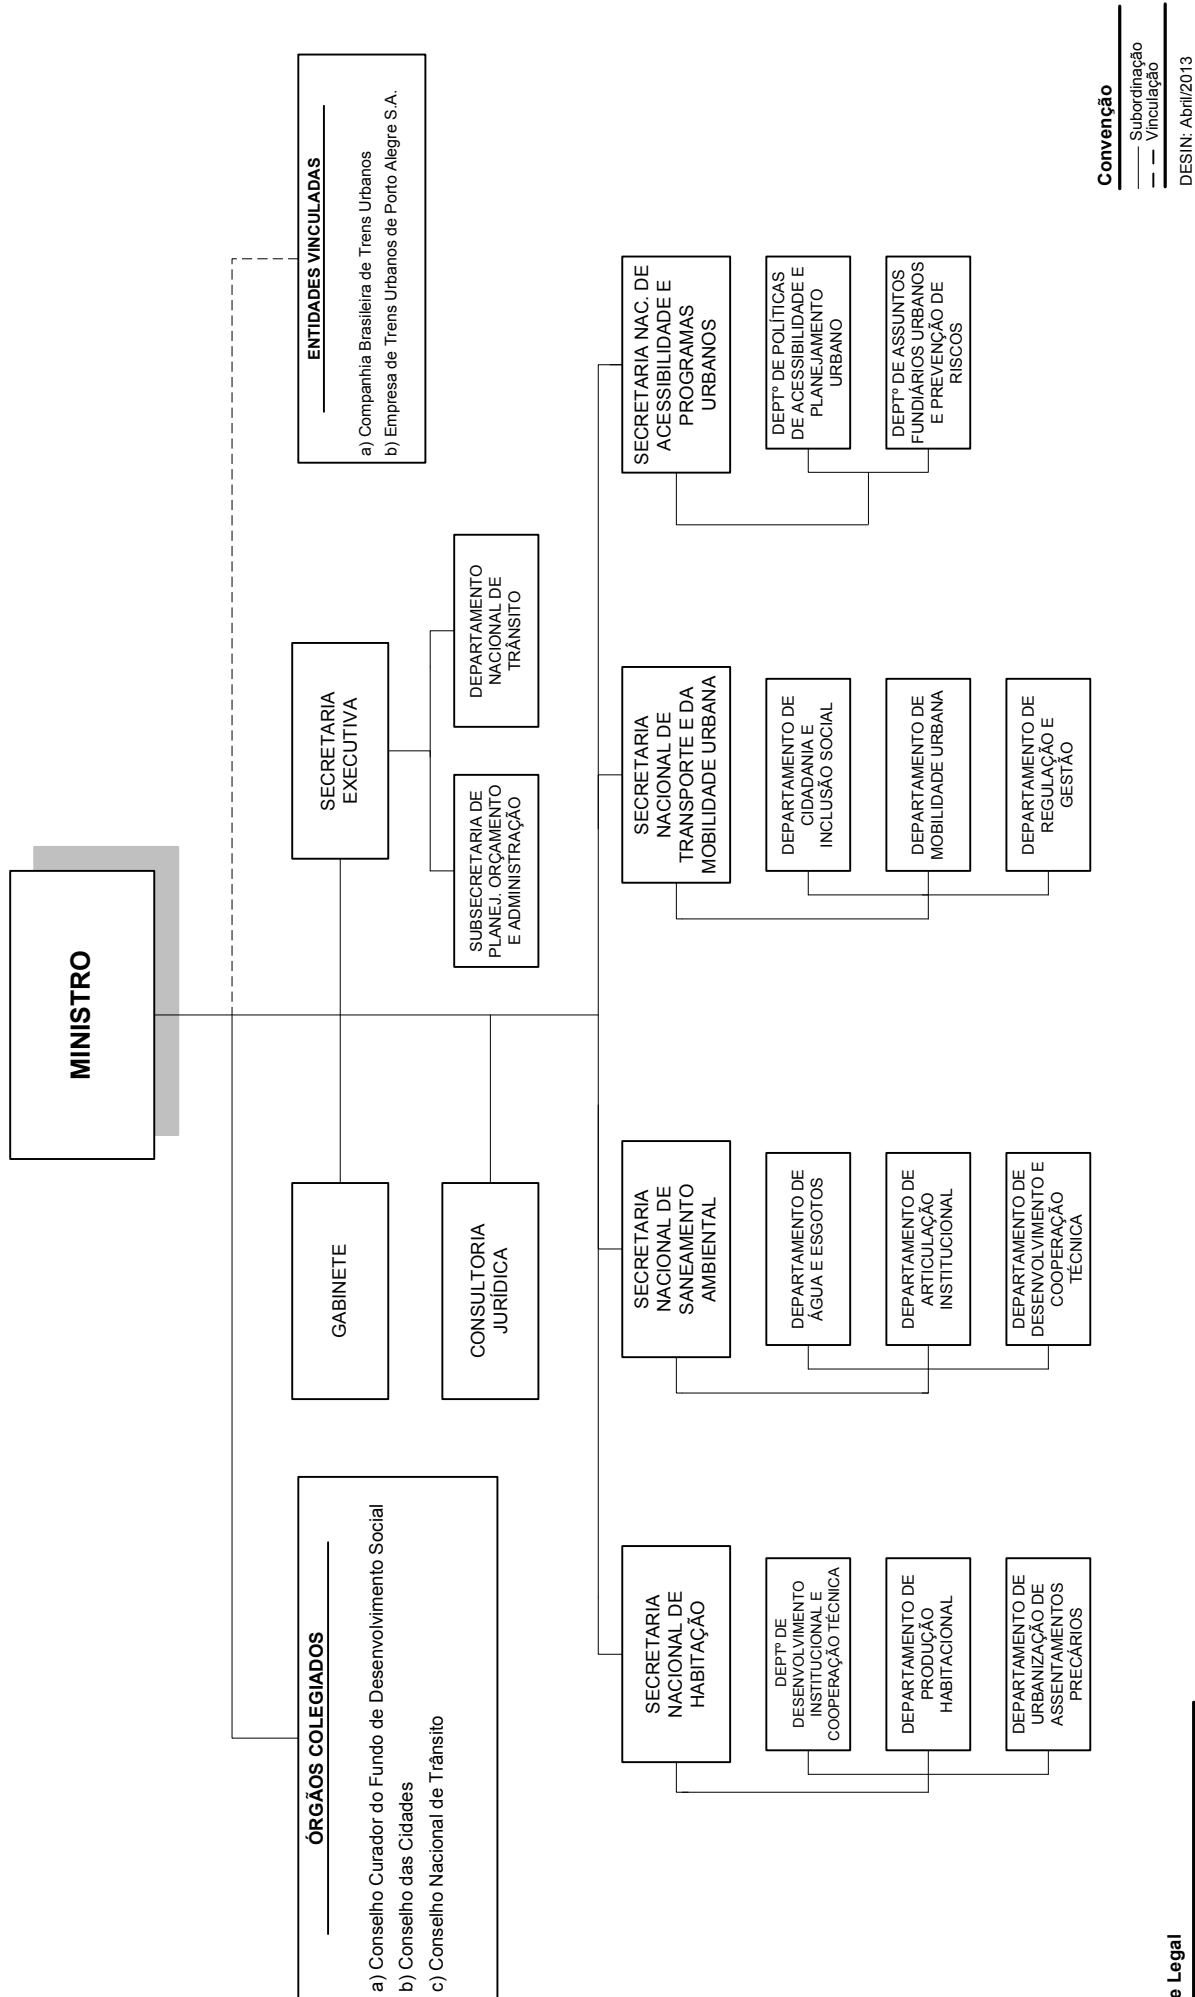 MINISTRO
ÓRGÃOS COLEGIADOS
a) Conselho Curador do Fundo de Desenvolvimento Social
b) Conselho das Cidades
c) Conselho Nacional de Trânsito
GABINETE
CONSULTORIA
JURÍDICA
SECRETARIA
EXECUTIVA
SUBSECRETARIA DE
PLANEJ. ORÇAMENTO
E ADMINISTRAÇÃO
DEPARTAMENTO
NACIONAL DE
TRÂNSITO
ENTIDADES VINCULADAS
a) Companhia Brasileira de Trens Urbanos
b) Empresa de Trens Urbanos de Porto Alegre S.A.
SECRETARIA
NACIONAL DE
HABITAÇÃO
DEPTº DE
DESENVOLVIMENTO
INSTITUCIONAL E
COOPERAÇÃO TÉCNICA
DEPARTAMENTO DE
PRODUÇÃO
HABITACIONAL
DEPARTAMENTO DE
URBANIZAÇÃO DE
ASSENTAMENTOS
PRECÁRIOS
SECRETARIA
NACIONAL DE
SANEAMENTO
AMBIENTAL
DEPARTAMENTO DE
ÁGUA E ESGOTOS
DEPARTAMENTO DE
ARTICULAÇÃO
INSTITUCIONAL
DEPARTAMENTO DE
DESENVOLVIMENTO E
COOPERAÇÃO
TÉCNICA
SECRETARIA
NACIONAL DE
TRANSPORTE E DA
MOBILIDADE URBANA
DEPARTAMENTO DE
CIDADANIA E
INCLUSÃO SOCIAL
DEPARTAMENTO DE
MOBILIDADE URBANA
DEPARTAMENTO DE
REGULAÇÃO E
GESTÃO
SECRETARIA NAC. DE
ACESSIBILIDADE E
PROGRAMAS
URBANOS
DEPTº DE POLÍTICAS
DE ACESSIBILIDADE E
PLANEJAMENTO
URBANO
DEPTº DE ASSUNTOS
FUNDIÁRIOS URBANOS
E PREVENÇÃO DE
RISCOS
e Legal
Convenção
Subordinação
Vinculação
DESIN: Abril/2013